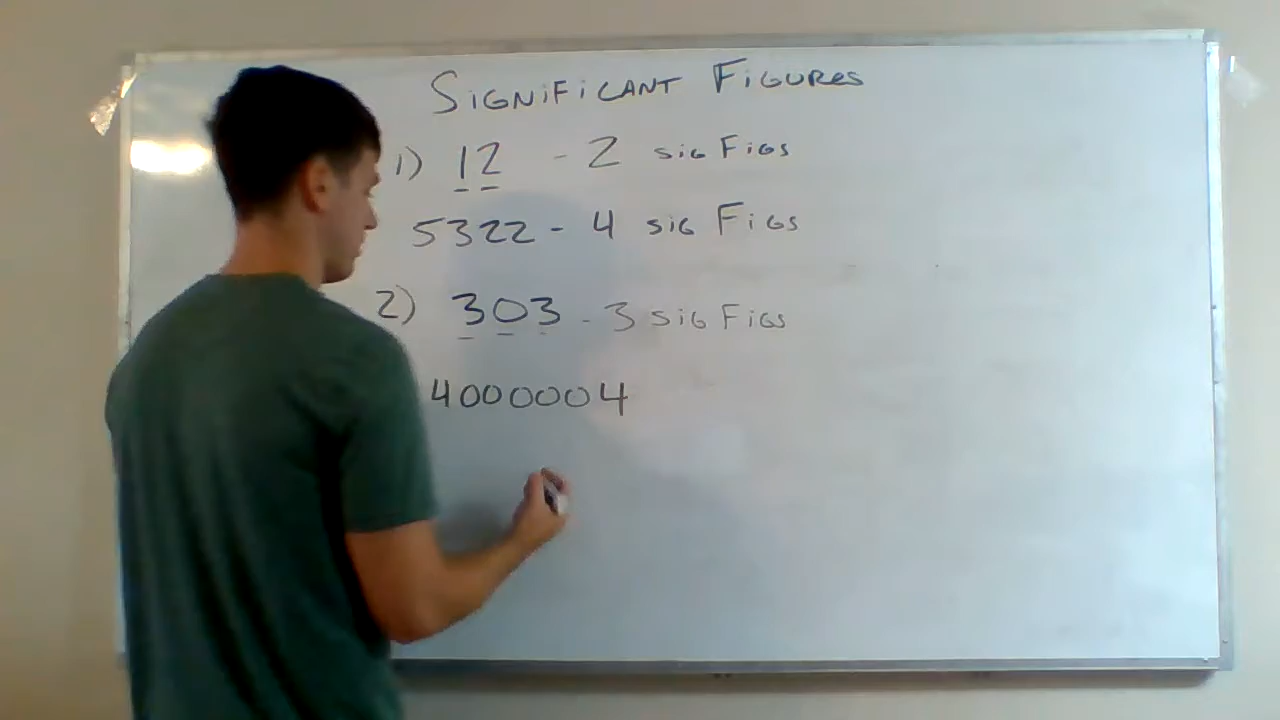 Significant Figures
1) 12 - 2 sig Figs
5322 - 4 sig Figs
2) 303 - 3 sig Figs
4000004